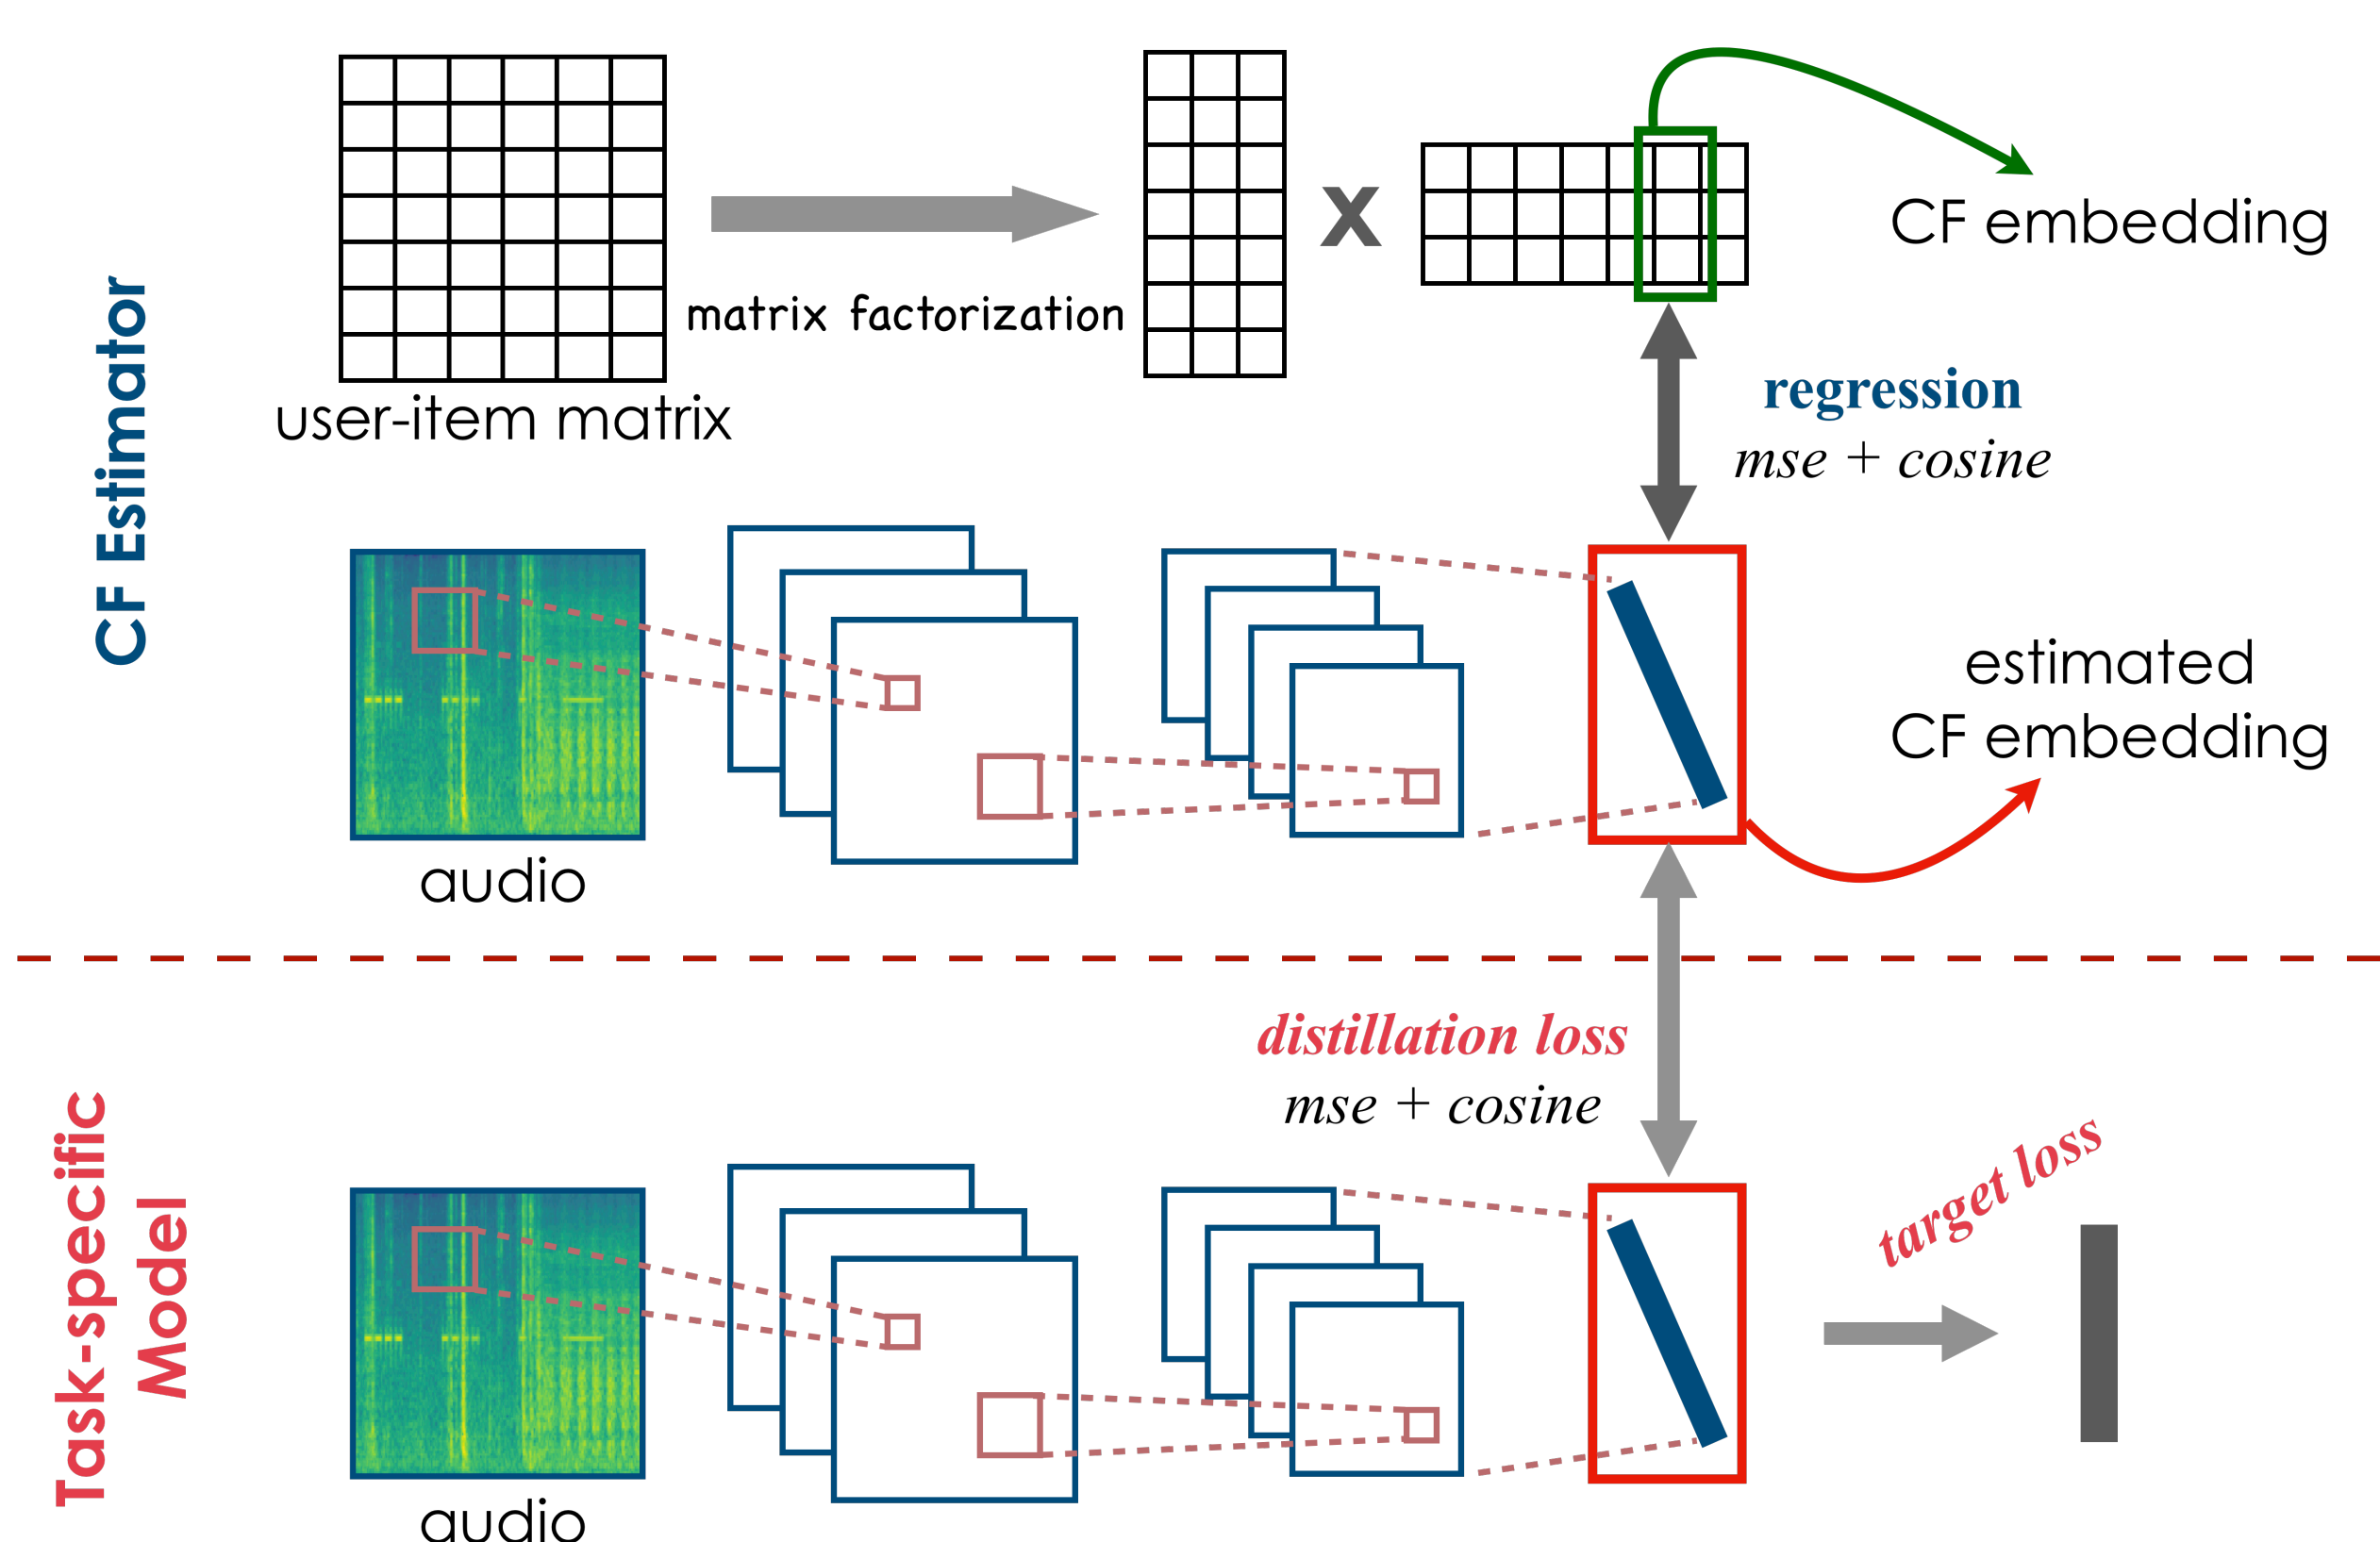 CF Estimator
user-item matrix
matrix factorization
X
CF embedding
regression
mse + cosine
audio
estimated
CF embedding
distillation loss
mse + cosine
Task-specific
Model
audio
target loss